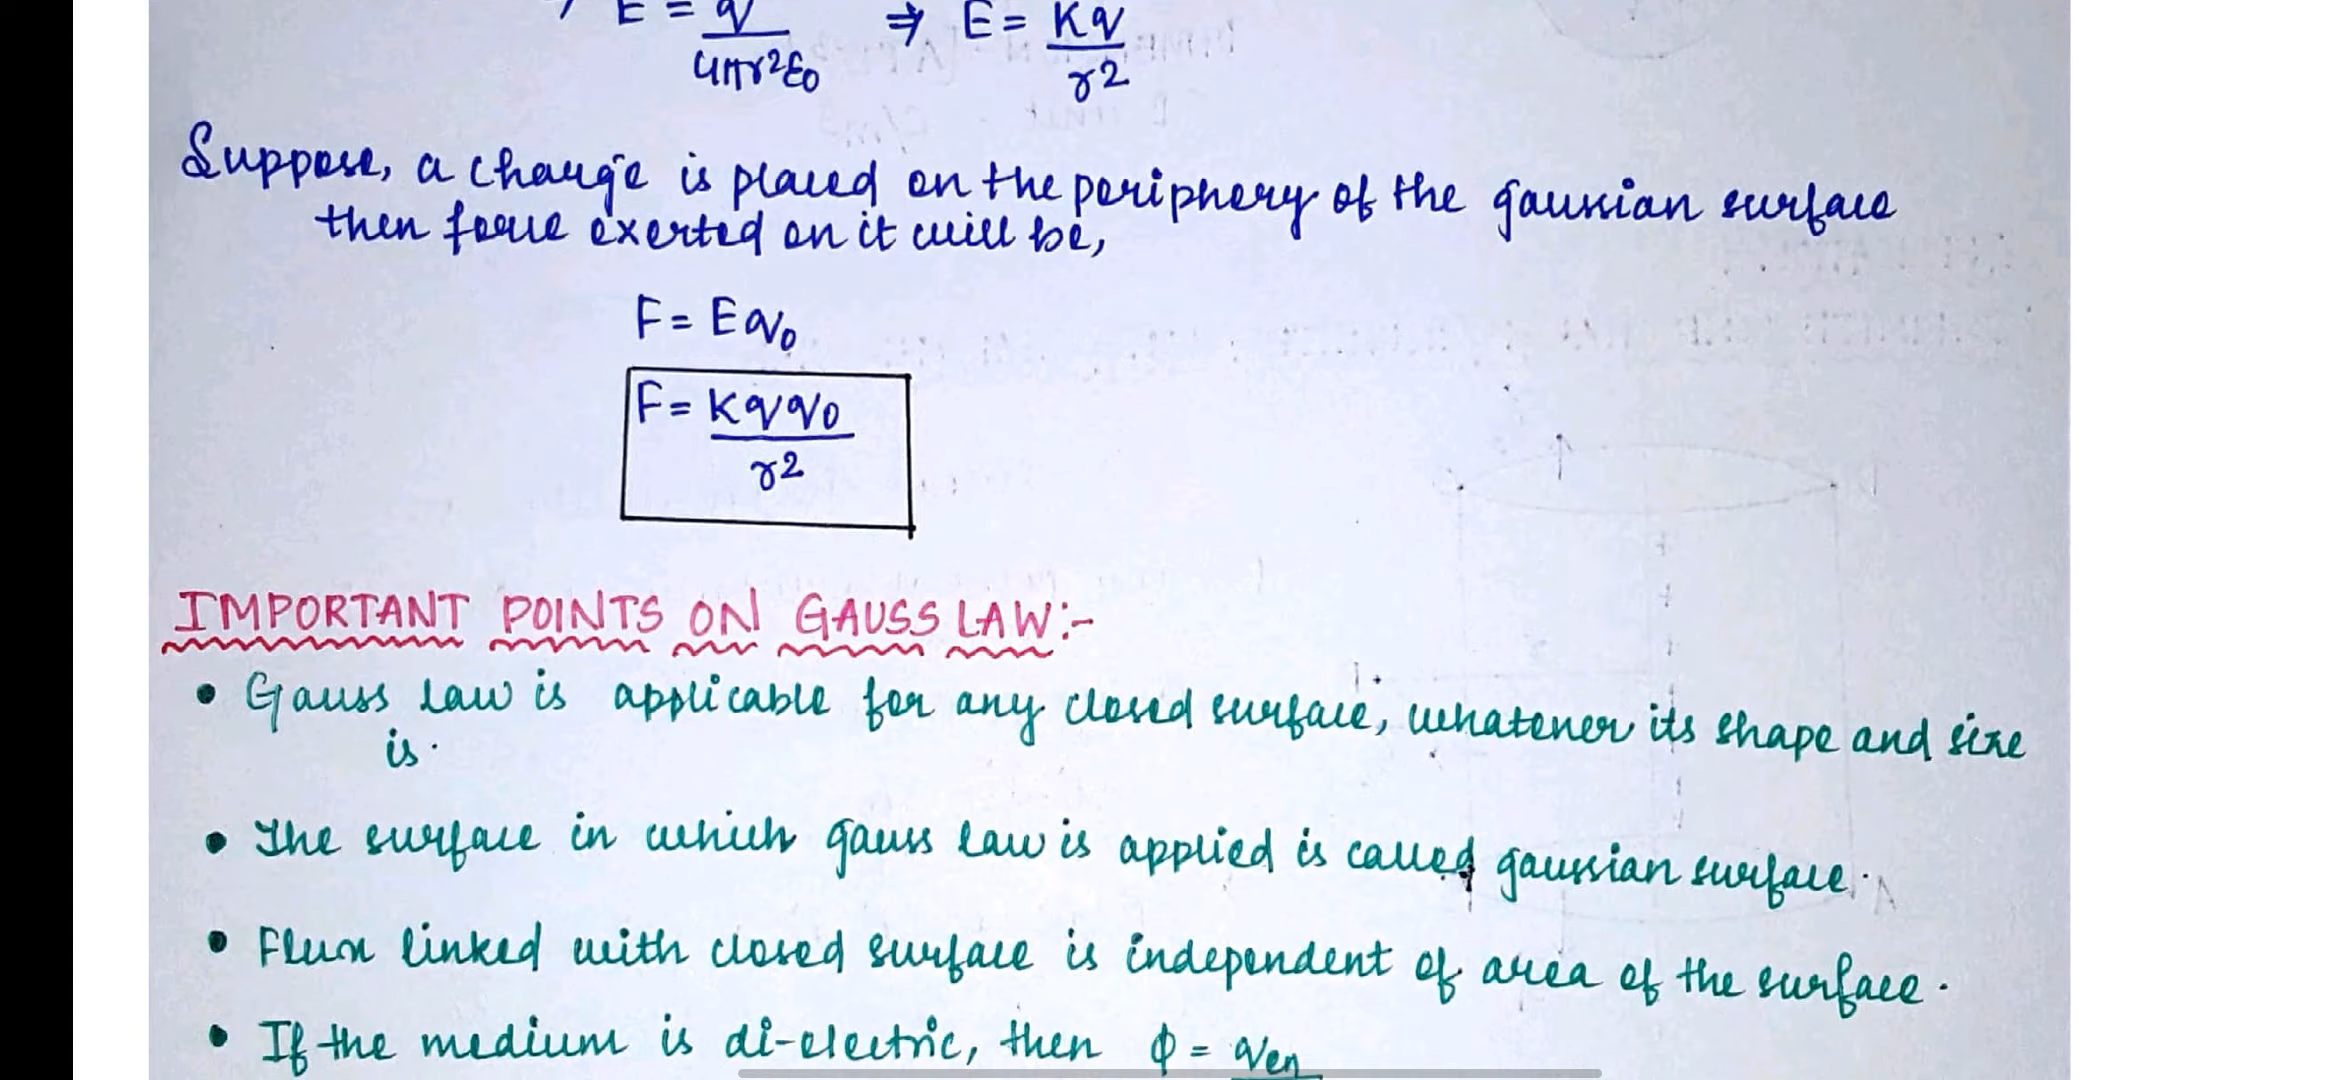 E = q/4πr²ε0 ⇒ E = Kq/r²
Suppose, a charge is placed on the periphery of the gaussian surface
then force exerted on it will be,
F = Eq0
F = Kqq0/r²
IMPORTANT POINTS ON GAUSS LAW:-
• Gauss Law is applicable for any closed surface, whatever its shape and size
is.
• The surface in which gauss law is applied is called gaussian surface.
• Flux linked with closed surface is independent of area of the surface.
• If the medium is di-electric, then ϕ = qen